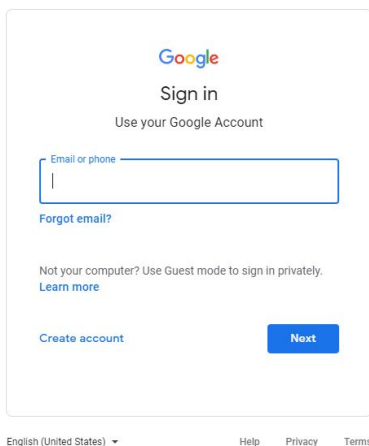 Google
Sign in
Use your Google Account
Email or phone
Forgot email?
Not your computer? Use Guest mode to sign in privately.
Learn more
Create account
Next
English (United States)
Help
Privacy
Terms